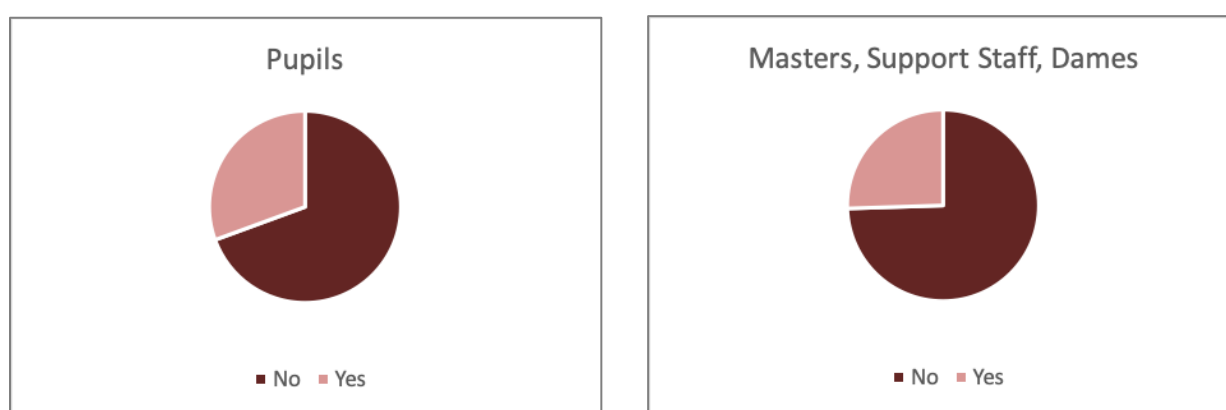 Pupils
No Yes
Masters, Support Staff, Dames
No Yes